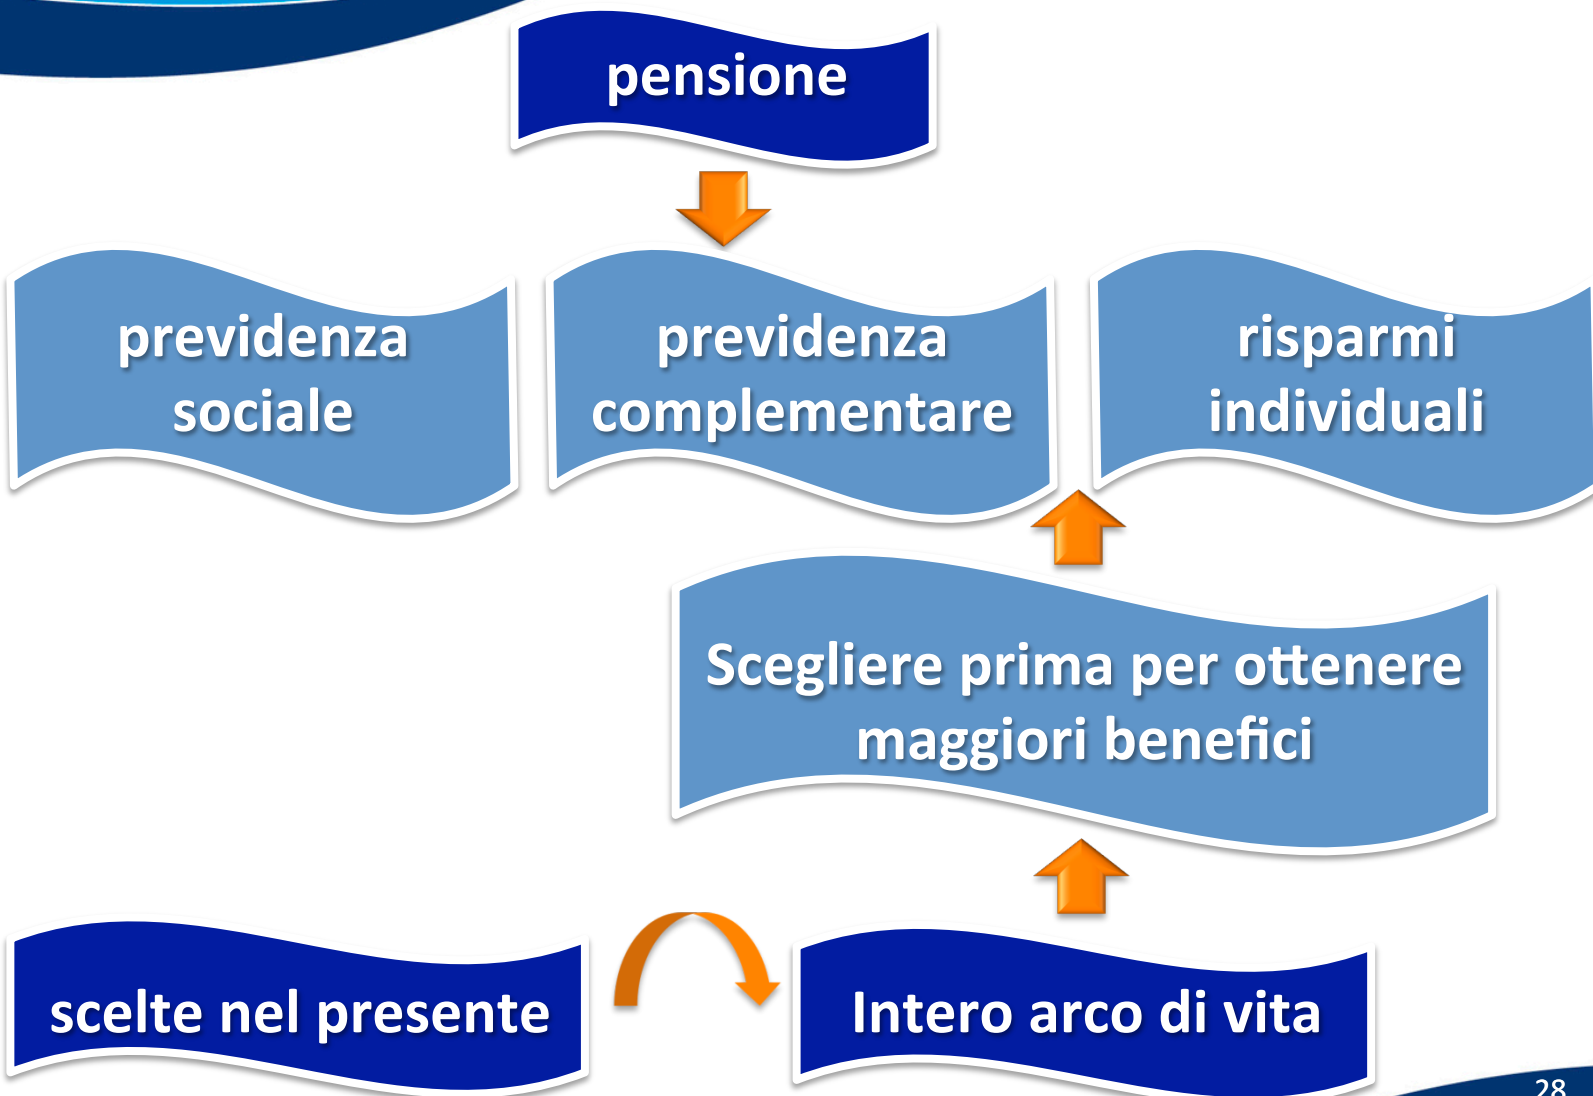 pensione
previdenza
sociale
previdenza
complementare
risparmi
individuali
Scegliere prima per ottenere
maggiori benefici
scelte nel presente
Intero arco di vita
28